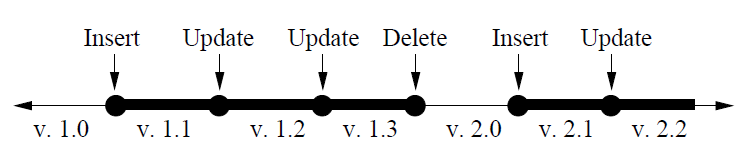 Insert Update Update Delete Insert Update
v. 1.0 v. 1.1 v. 1.2 v. 1.3 v. 2.0 v. 2.1 v. 2.2